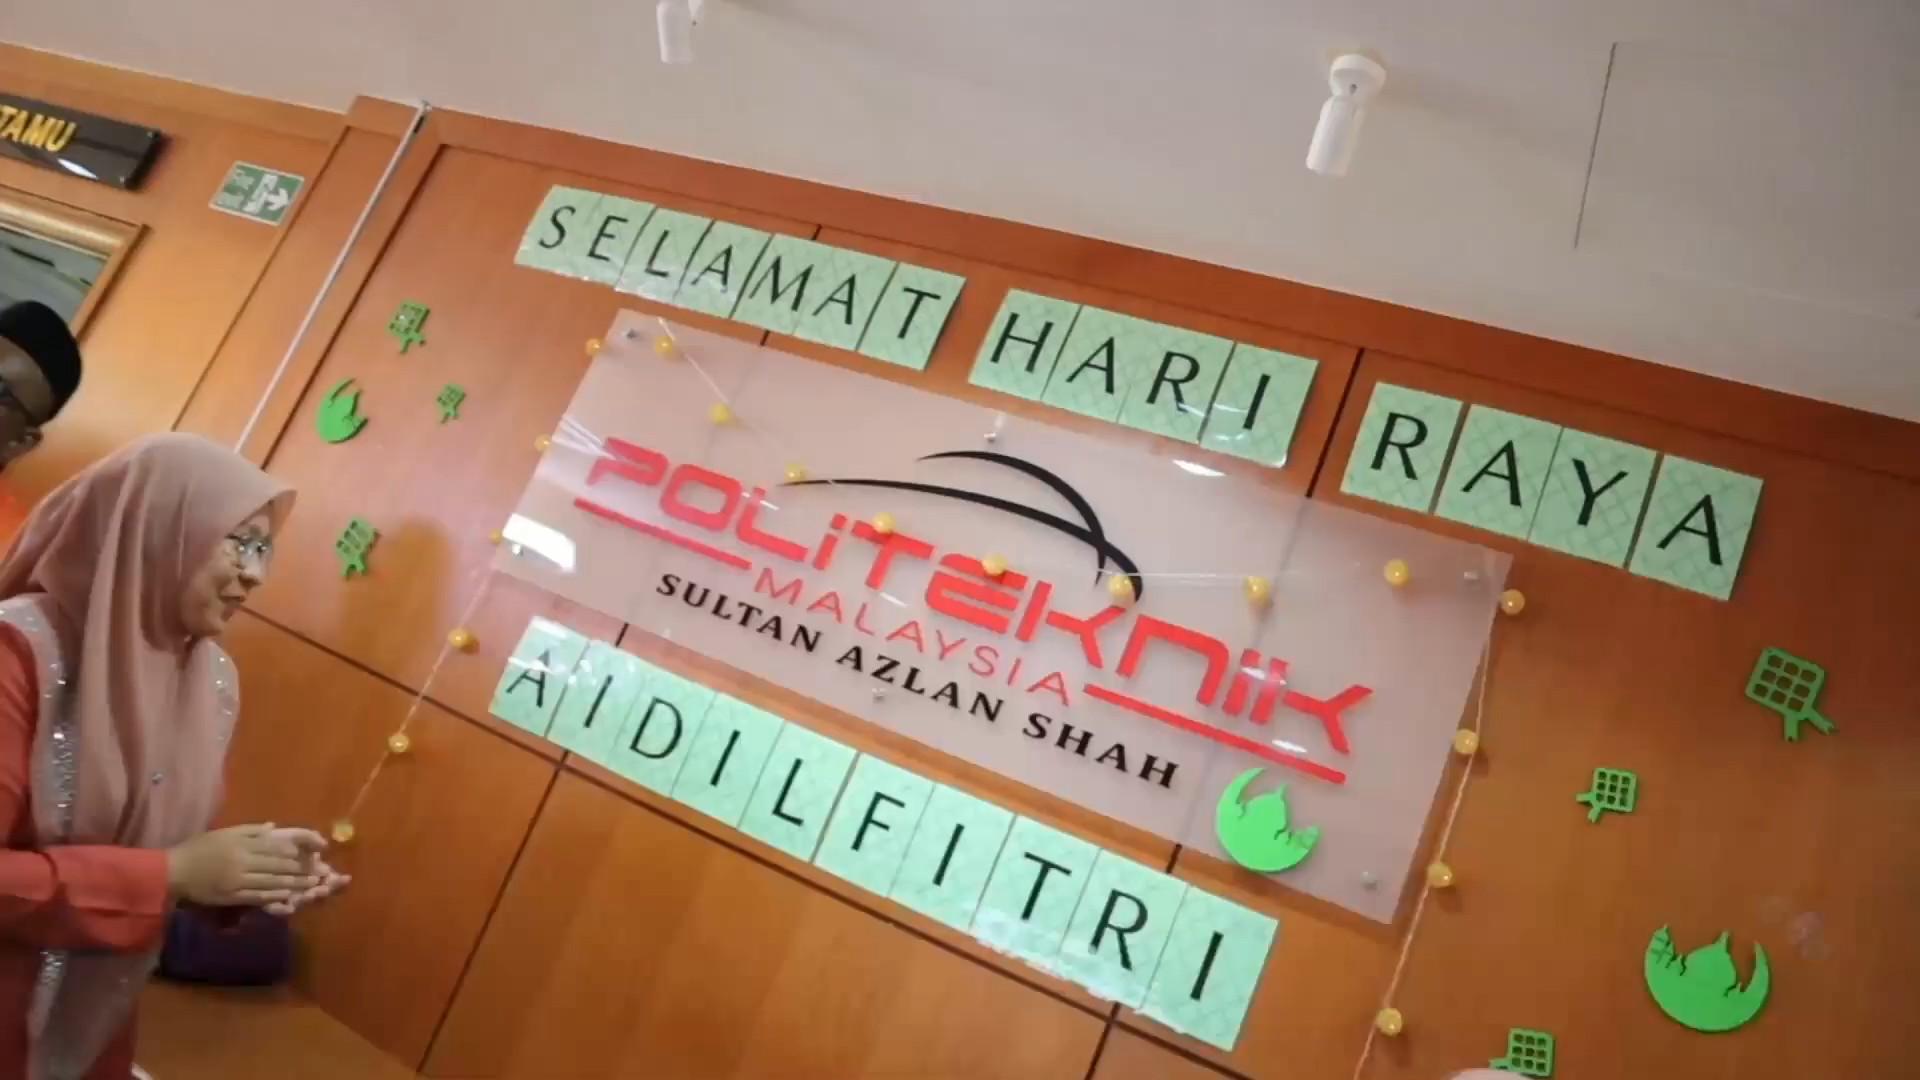 TAMU
SELAMAT HARI RAYA
POLITEKNIK
MALAYSIA
SULTAN AZLAN SHAH
AIDILFITRI